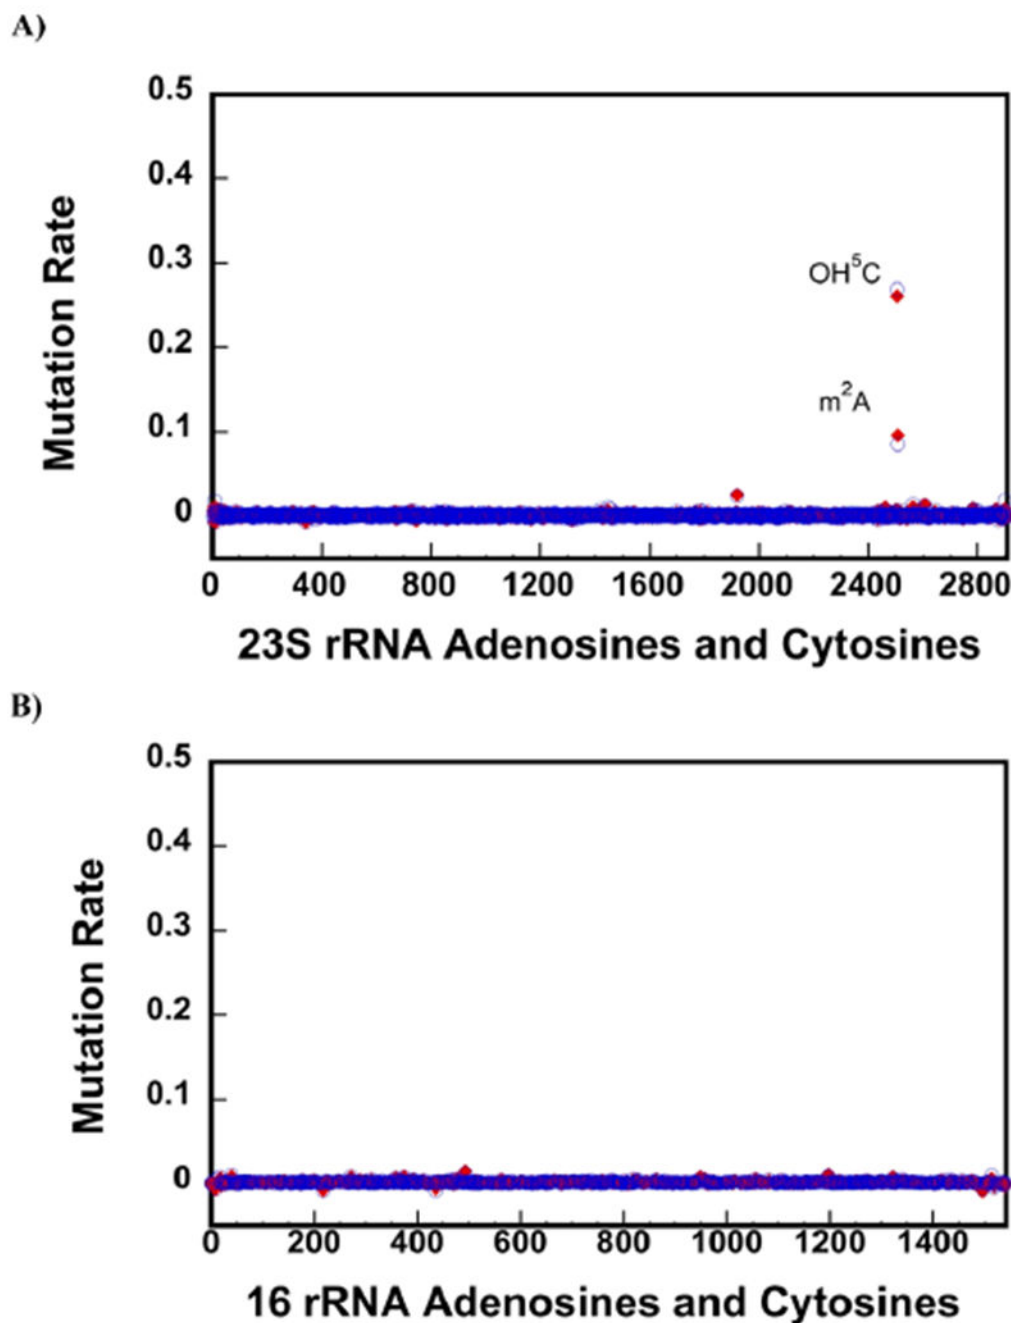 A)
0.5
0.4
0.3
0.2
0.1
0
Mutation Rate
OH⁵C
m²A
0 400 800 1200 1600 2000 2400 2800
23S rRNA Adenosines and Cytosines
B)
0.5
0.4
0.3
0.2
0.1
0
Mutation Rate
0 200 400 600 800 1000 1200 1400
16 rRNA Adenosines and Cytosines